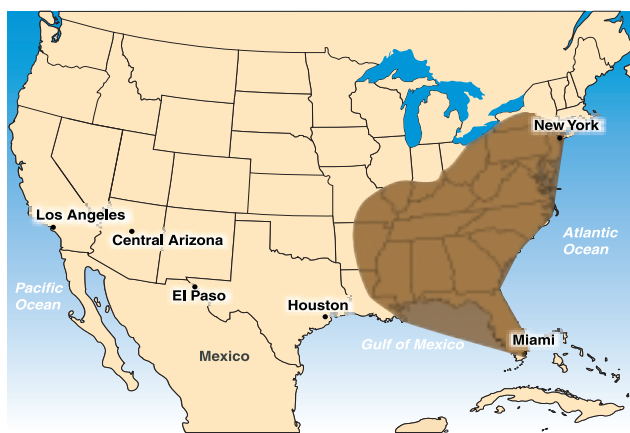 New York
Los Angeles
Central Arizona
Atlantic
Ocean
Pacific
Ocean
El Paso
Houston
Gulf of Mexico
Miami
Mexico